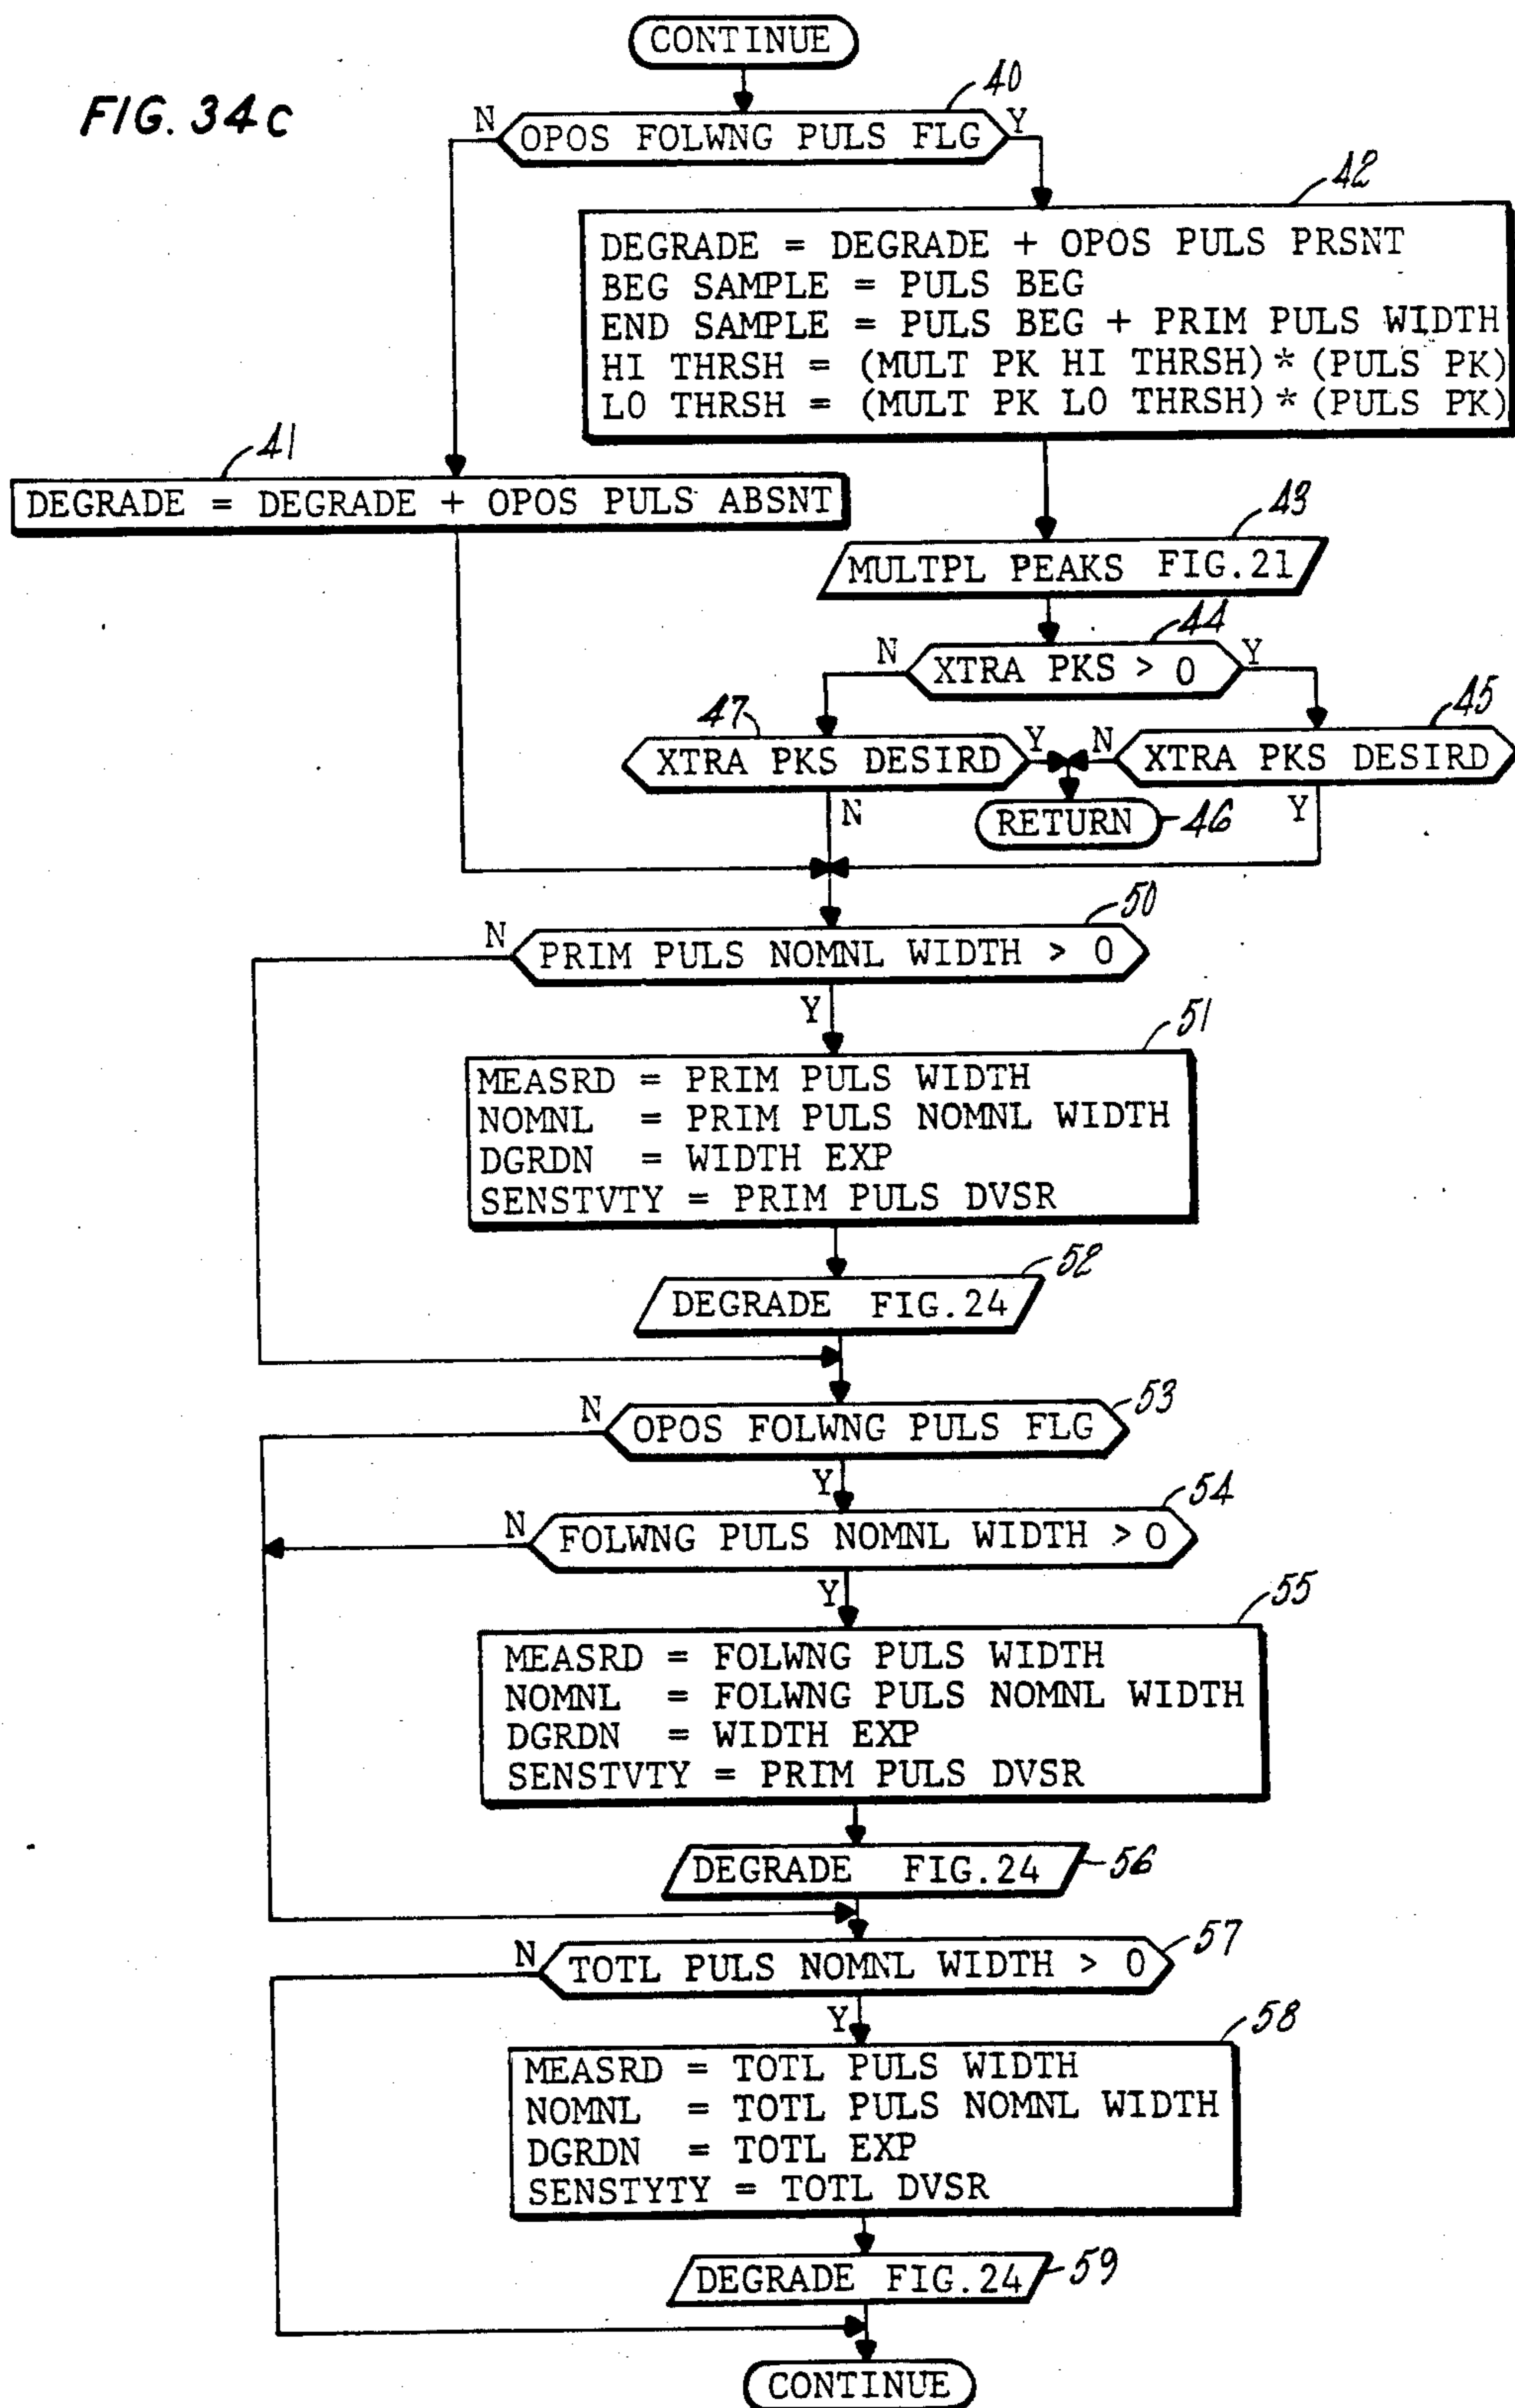 CONTINUE
FIG. 34c
40
N
OPOS FOLWNG PULS FLG
Y
42
DEGRADE = DEGRADE + OPOS PULS PRSNT
BEG SAMPLE = PULS BEG
END SAMPLE = PULS BEG + PRIM PULS WIDTH
HI THRSH = (MULT PK HI THRSH)*(PULS PK)
LO THRSH = (MULT PK LO THRSH)*(PULS PK)
41
DEGRADE = DEGRADE + OPOS PULS ABSNT
43
MULTPL PEAKS FIG.21
44
N
XTRA PKS > 0
Y
47
45
XTRA PKS DESIRD
Y
N
XTRA PKS DESIRD
N
RETURN
46
Y
50
N
PRIM PULS NOMNL WIDTH > 0
Y
51
MEASRD = PRIM PULS WIDTH
NOMNL = PRIM PULS NOMNL WIDTH
DGRDN = WIDTH EXP
SENSTVTY = PRIM PULS DVSR
52
DEGRADE FIG.24
N
OPOS FOLWNG PULS FLG
53
Y
54
N
FOLWNG PULS NOMNL WIDTH > 0
Y
55
MEASRD = FOLWNG PULS WIDTH
NOMNL = FOLWNG PULS NOMNL WIDTH
DGRDN = WIDTH EXP
SENSTVTY = PRIM PULS DVSR
DEGRADE FIG.24
56
N
TOTL PULS NOMNL WIDTH > 0
57
Y
58
MEASRD = TOTL PULS WIDTH
NOMNL = TOTL PULS NOMNL WIDTH
DGRDN = TOTL EXP
SENSTYTY = TOTL DVSR
DEGRADE FIG.24
59
CONTINUE